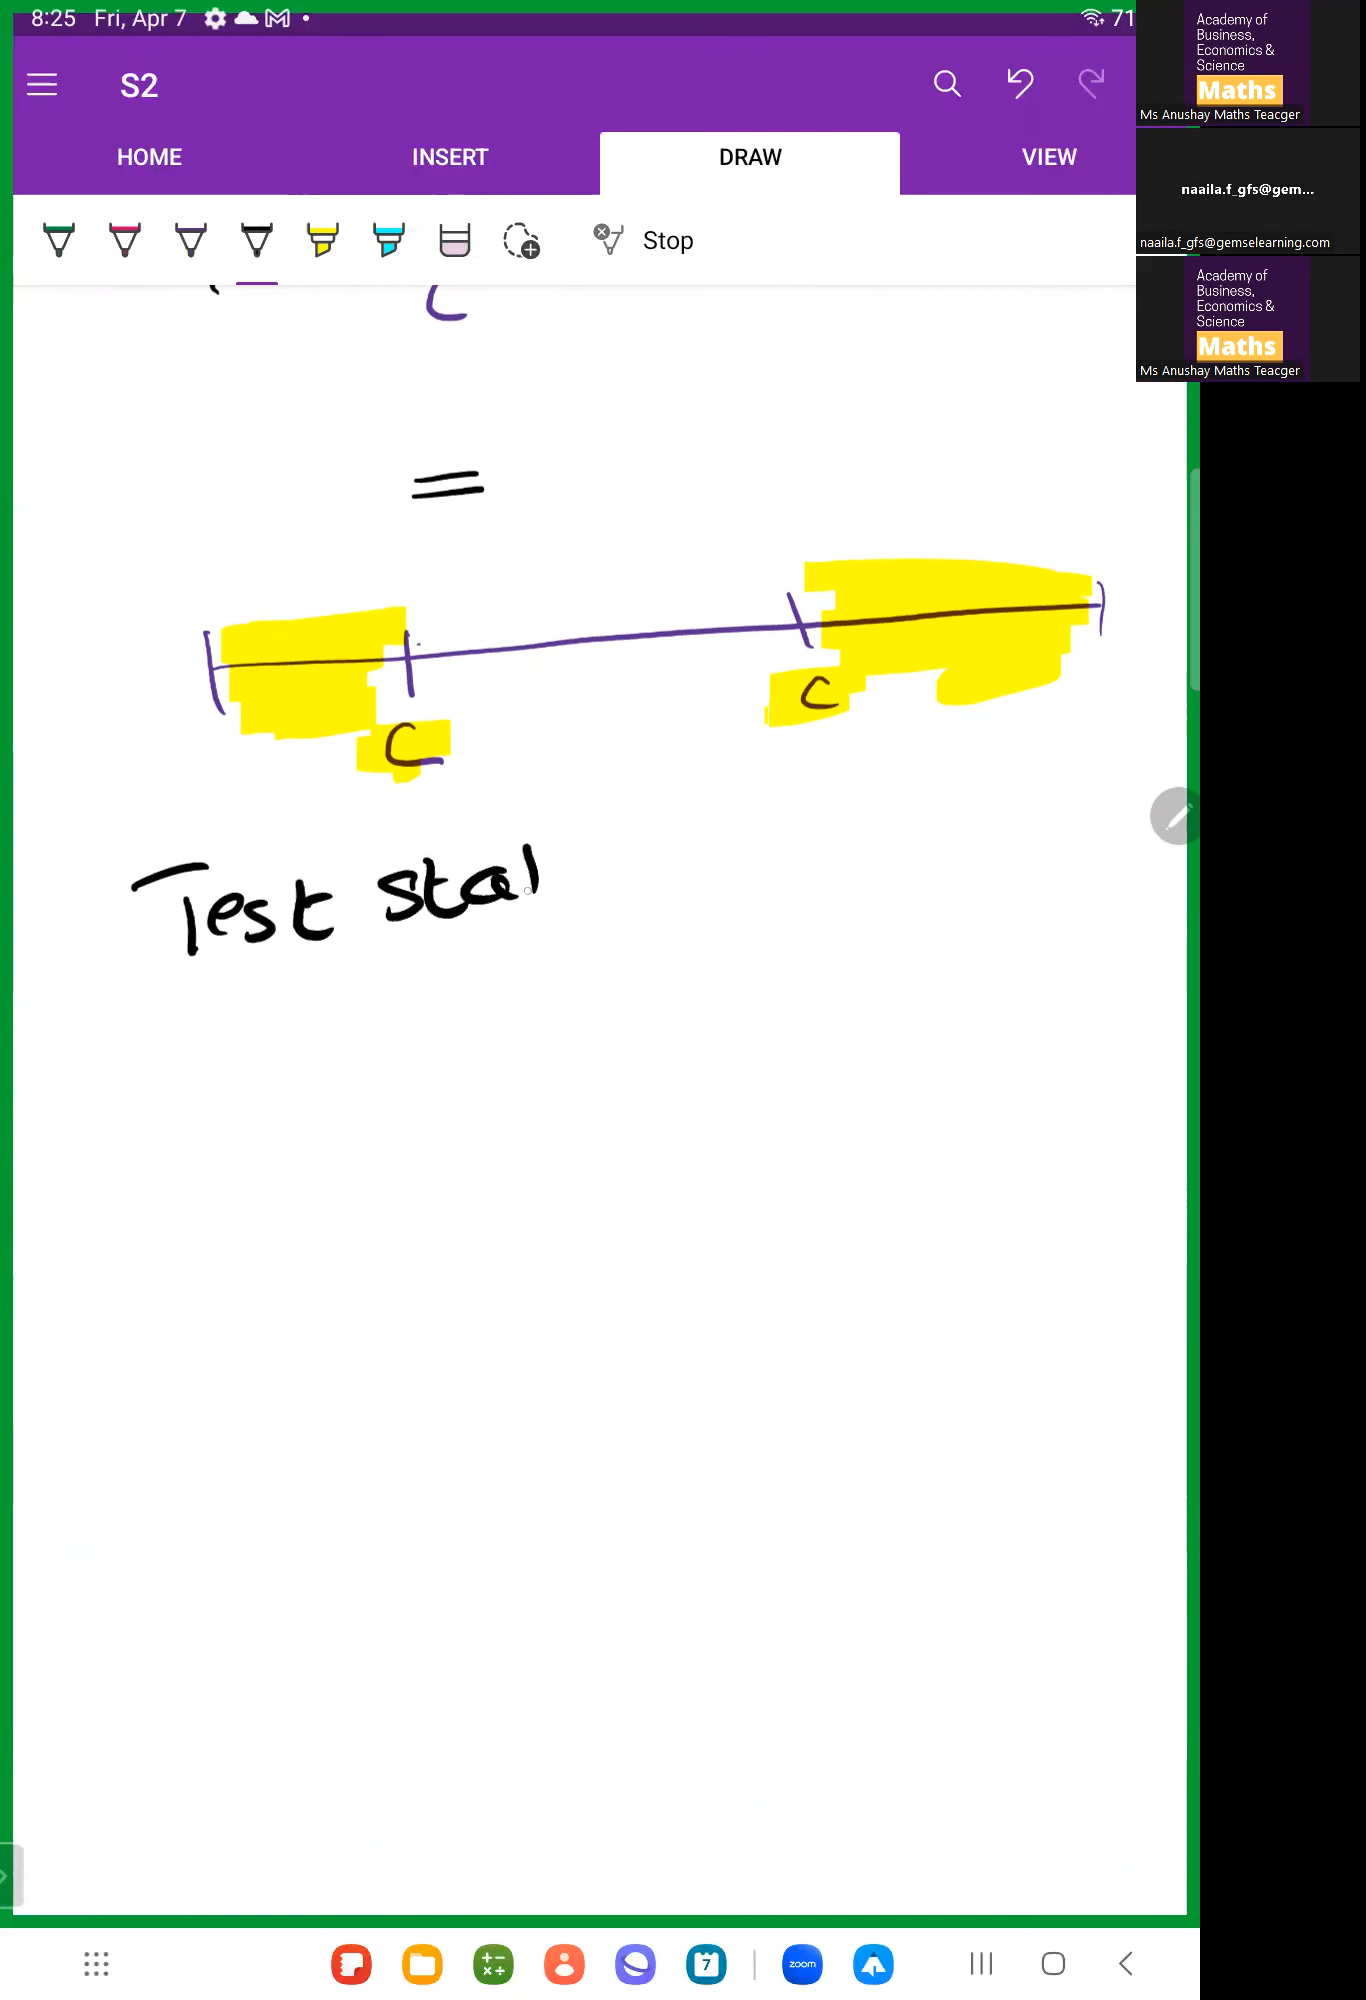 8:25 Fri, Apr 7
71
S2
HOME INSERT DRAW VIEW
Stop
Academy of
Business,
Economics &
Science
Maths
Ms Anushay Maths Teacger
naaila.f_gfs@gem...
naaila.f_gfs@gemselearning.com
Academy of
Business,
Economics &
Science
Maths
Ms Anushay Maths Teacger
C
=
C
C
Test sta
7
zoom